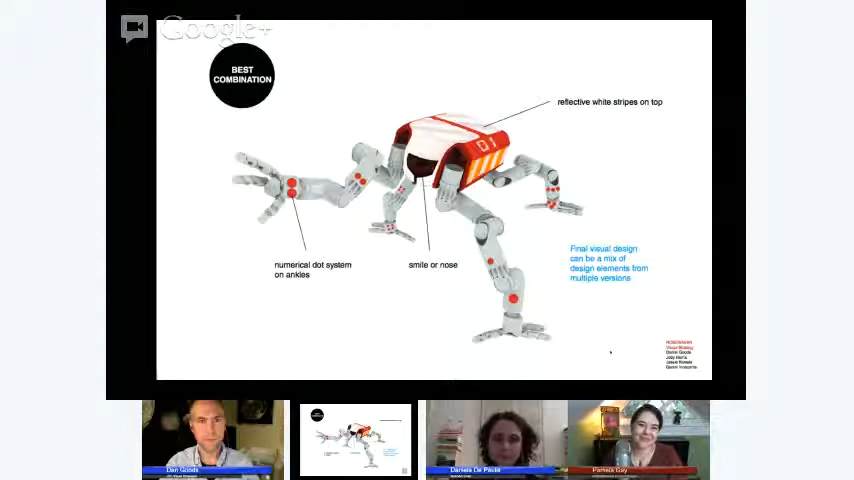 Google+
BEST
COMBINATION
reflective white stripes on top
01
numerical dot system
on ankles
smile or nose
Final visual design
can be a mix of
design elements from
multiple versions
Visual Strategy
Daniel Goods
Dan Goods
Daniela De Paulis
Pamela Gay